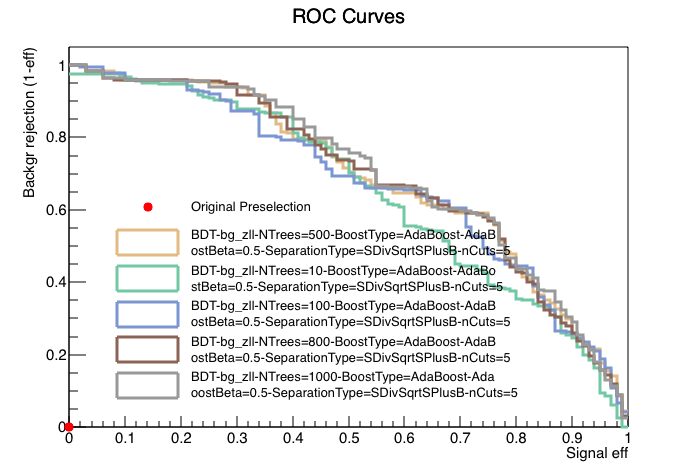 ROC Curves
Backgr rejection (1-eff)
1
0.8
0.6
0.4
0.2
0
Original Preselection
BDT-bg_zll-NTrees=500-BoostType=AdaBoost-AdaB
ostBeta=0.5-SeparationType=SDivSqrtSPlusB-nCuts=5
BDT-bg_zll-NTrees=10-BoostType=AdaBoost-AdaBo
stBeta=0.5-SeparationType=SDivSqrtSPlusB-nCuts=5
BDT-bg_zll-NTrees=100-BoostType=AdaBoost-AdaB
ostBeta=0.5-SeparationType=SDivSqrtSPlusB-nCuts=5
BDT-bg_zll-NTrees=800-BoostType=AdaBoost-AdaB
ostBeta=0.5-SeparationType=SDivSqrtSPlusB-nCuts=5
BDT-bg_zll-NTrees=1000-BoostType=AdaBoost-Ada
oostBeta=0.5-SeparationType=SDivSqrtSPlusB-nCuts=5
0 0.1 0.2 0.3 0.4 0.5 0.6 0.7 0.8 0.9 1
Signal eff